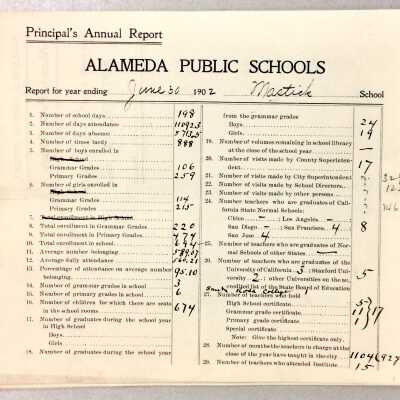 Principal's Annual Report
ALAMEDA PUBLIC SCHOOLS
Report for year ending June 30 1902 Mastick School
1. Number of school days 198
2. Number of days attendance
3. Number of days absence
4. Number of times tardy 888
5. Number of boys enrolled in
High School
Grammar Grades 106
Primary Grades 259
6. Number of girls enrolled in
High School
Grammar Grades 114
Primary Grades 215
7. Total enrollment in High School
8. Total enrollment in Grammar Grades 220
9. Total enrollment in Primary Grades 474
10. Total enrollment in school 694
11. Average number belonging
12. Average daily attendance
13. Percentage of attendance on average number
belonging 95.10
14. Number of grammar grades in school 3
15. Number of primary grades in school 6
16. Number of children for whom there are seats
in the school rooms 674
17. Number of graduates during the school year
in High School
Boys
Girls
18. Number of graduates during the school year
from the grammar grades
Boys 24
Girls 19
19. Number of volumes remaining in school library
at the close of the school year —
20. Number of visits made by County Superintendent 17
21. Number of visits made by City Superintendent
22. Number of visits made by School Directors
23. Number of visits made by other persons
24. Number teachers who are graduates of California State Normal Schools:
Chico — Los Angeles —
San Diego — San Francisco, 4 8
San Jose 4
25. Number of teachers who are graduates of Normal Schools of other States
26. Number of teachers who are graduates of the
University of California 3; Stanford University 2; other Universities on the accredited list of the State Board of Education 5
Santa Rosa College 1
27. Number of teachers who hold
High School certificate 5
Grammar grade certificate 11 17
Primary grade certificate 1
Special certificate
Note: Give the highest certificate only.
28. Number of months the teachers in charge at the
close of the year have taught in the city 1104
29. Number of teachers who attended Institute 15